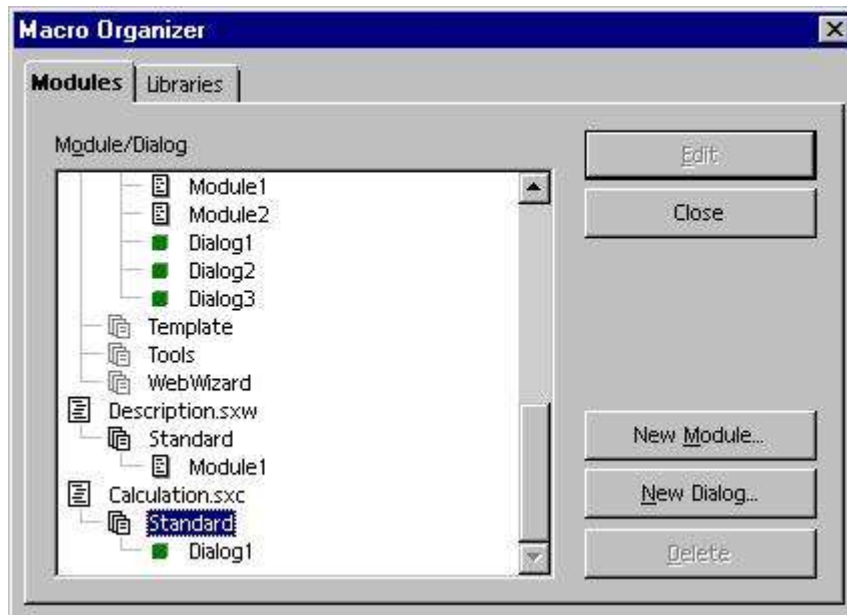 Macro Organizer
Modules
Libraries
Module/Dialog
Module1
Module2
Dialog1
Dialog2
Dialog3
Template
Tools
WebWizard
Description.sxw
Standard
Module1
Calculation.sxc
Standard
Dialog1
Edit
Close
New Module...
New Dialog...
Delete